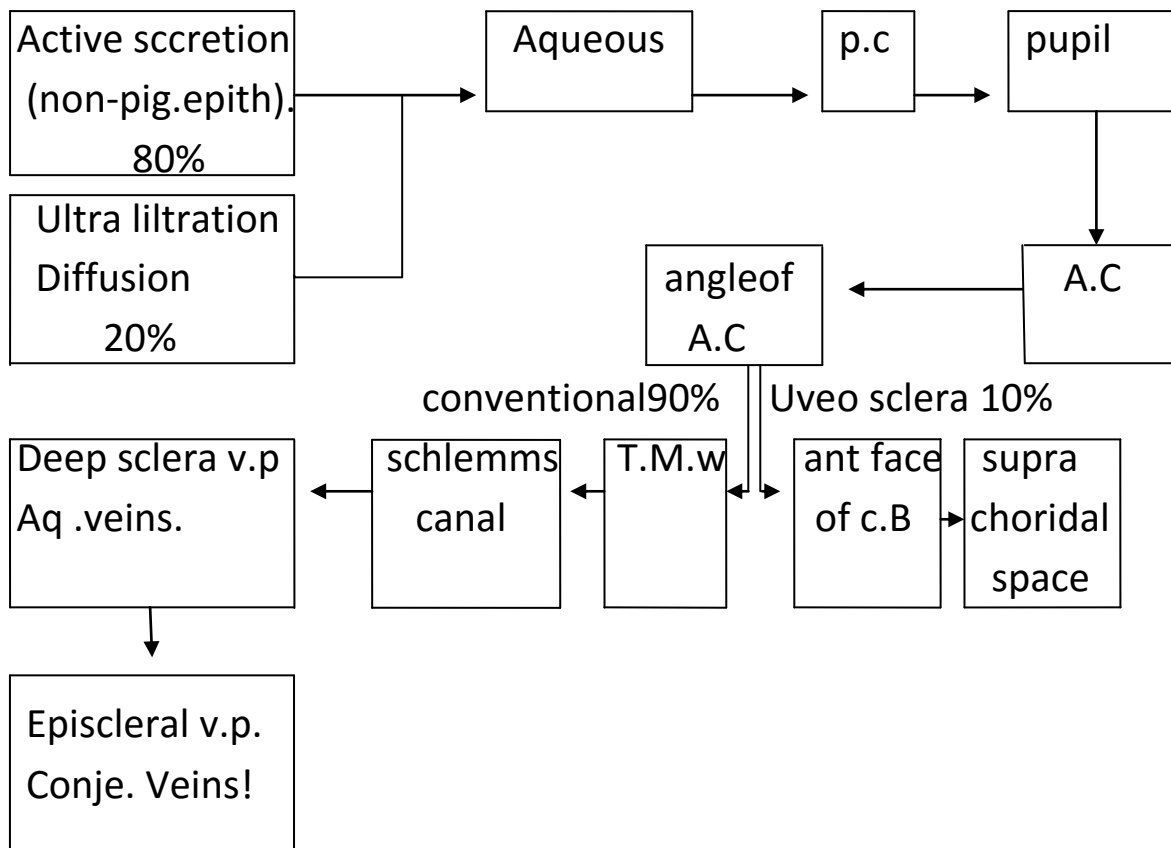 Active sccretion
(non-pig.epith).
80%
Aqueous
p.c
pupil
Ultra liltration
Diffusion
20%
angleof
A.C
A.C
conventional90%
Uveo sclera 10%
Deep sclera v.p
Aq .veins.
schlemms
canal
T.M.w
ant face
of c.B
supra
choridal
space
Episcleral v.p.
Conje. Veins!